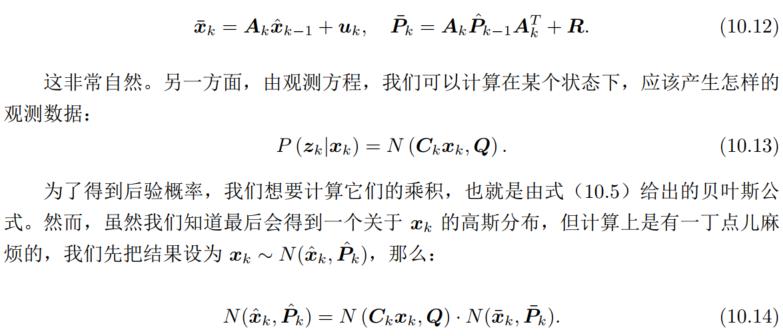 $\bar{\boldsymbol{x}}_k = \boldsymbol{A}_k \hat{\boldsymbol{x}}_{k-1} + \boldsymbol{u}_k, \quad \bar{\boldsymbol{P}}_k = \boldsymbol{A}_k \hat{\boldsymbol{P}}_{k-1} \boldsymbol{A}_k^T + \boldsymbol{R}.$ (10.12)
这非常自然。另一方面，由观测方程，我们可以计算在某个状态下，应该产生怎样的
观测数据：
$P(\boldsymbol{z}_k|\boldsymbol{x}_k) = N(\boldsymbol{C}_k \boldsymbol{x}_k, \boldsymbol{Q}).$ (10.13)
为了得到后验概率，我们想要计算它们的乘积，也就是由式（10.5）给出的贝叶斯公
式。然而，虽然我们知道最后会得到一个关于 $\boldsymbol{x}_k$ 的高斯分布，但计算上是有一丁点儿麻
烦的，我们先把结果设为 $\boldsymbol{x}_k \sim N(\hat{\boldsymbol{x}}_k, \hat{\boldsymbol{P}}_k)$，那么：
$N(\hat{\boldsymbol{x}}_k, \hat{\boldsymbol{P}}_k) = N(\boldsymbol{C}_k \boldsymbol{x}_k, \boldsymbol{Q}) \cdot N(\bar{\boldsymbol{x}}_k, \bar{\boldsymbol{P}}_k).$ (10.14)